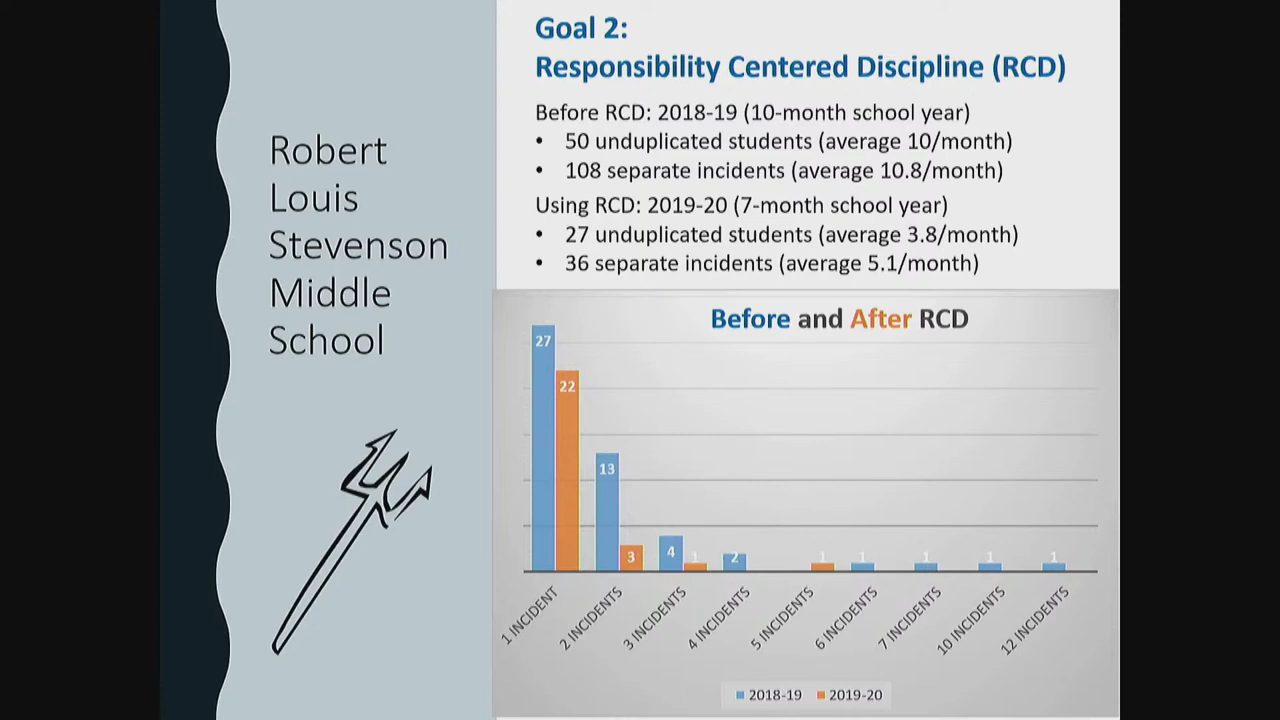 Robert
Louis
Stevenson
Middle
School
Goal 2:
Responsibility Centered Discipline (RCD)
Before RCD: 2018-19 (10-month school year)
• 50 unduplicated students (average 10/month)
• 108 separate incidents (average 10.8/month)
Using RCD: 2019-20 (7-month school year)
• 27 unduplicated students (average 3.8/month)
• 36 separate incidents (average 5.1/month)
Before and After RCD
27
22
13
3
4
1
2
1
1
1
1
1
1 INCIDENT
2 INCIDENTS
3 INCIDENTS
4 INCIDENTS
5 INCIDENTS
6 INCIDENTS
7 INCIDENTS
10 INCIDENTS
12 INCIDENTS
2018-19 2019-20